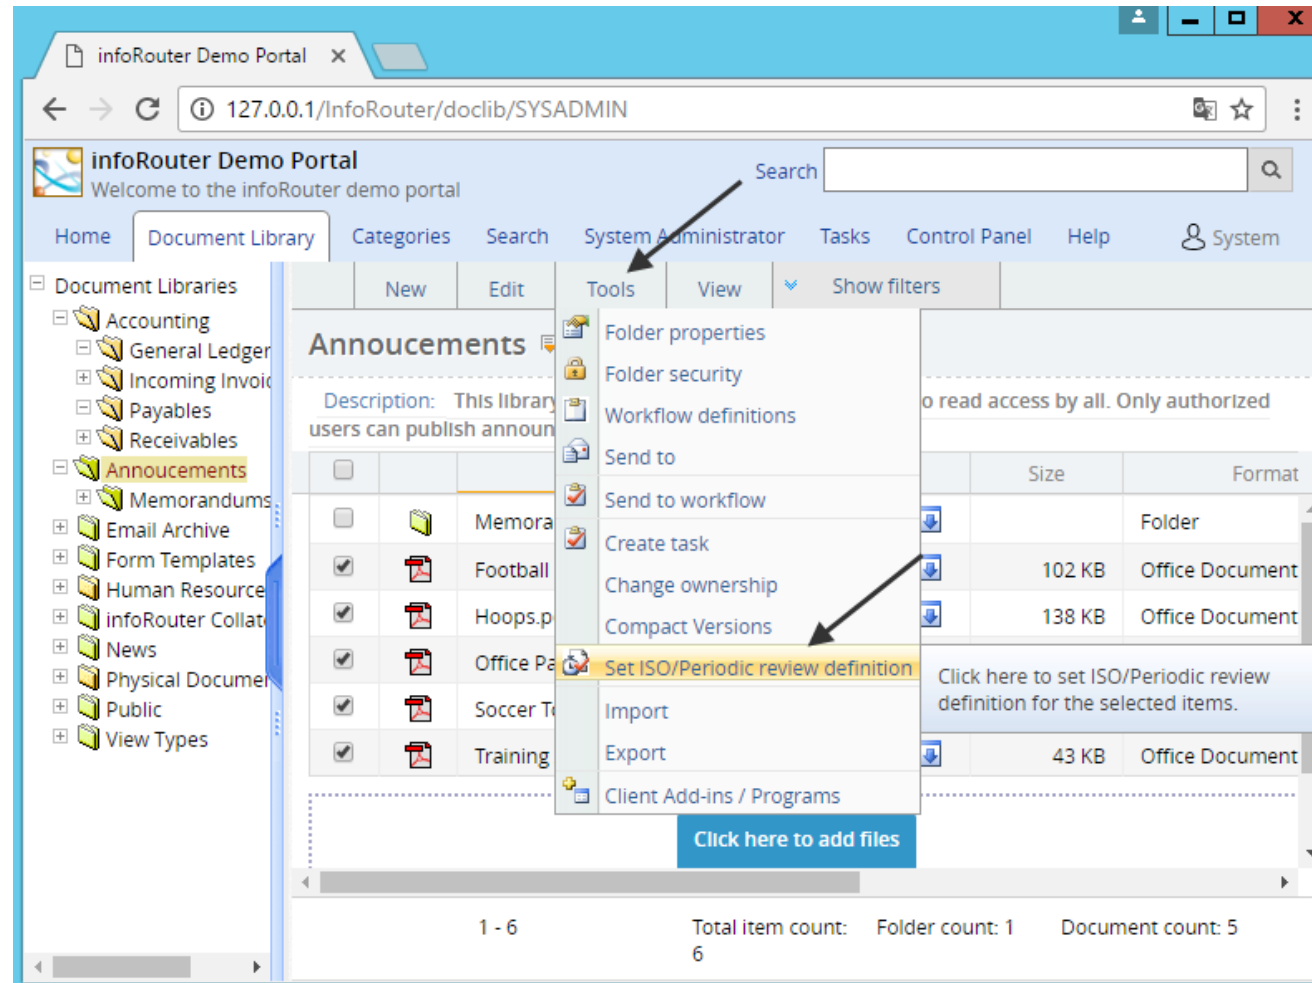 infoRouter Demo Portal
127.0.0.1/InfoRouter/doclib/SYSADMIN
infoRouter Demo Portal
Welcome to the infoRouter demo portal
Search
Home Document Library Categories Search System Administrator Tasks Control Panel Help System
Document Libraries
Accounting
General Ledger
Incoming
Payables
Receivables
Annoucements
Memorandums
Email Archive
Form Templates
Human Resource
infoRouter
News
Physical
Public
View Types
New Edit Tools View Show filters
Annoucements
Description: This library o read access by all. Only authorized
users can publish announ
Size Format
Memora Folder
Football 102 KB Office Document
Hoops.p 138 KB Office Document
Office Pa
Soccer
Training 43 KB Office Document
Folder properties
Folder security
Workflow definitions
Send to
Send to workflow
Create task
Change ownership
Compact Versions
Set ISO/Periodic review definition
Import
Export
Client Add-ins / Programs
Click here to set ISO/Periodic review
definition for the selected items.
Click here to add files
1 - 6 Total item count: Folder count: 1 Document count: 5
6